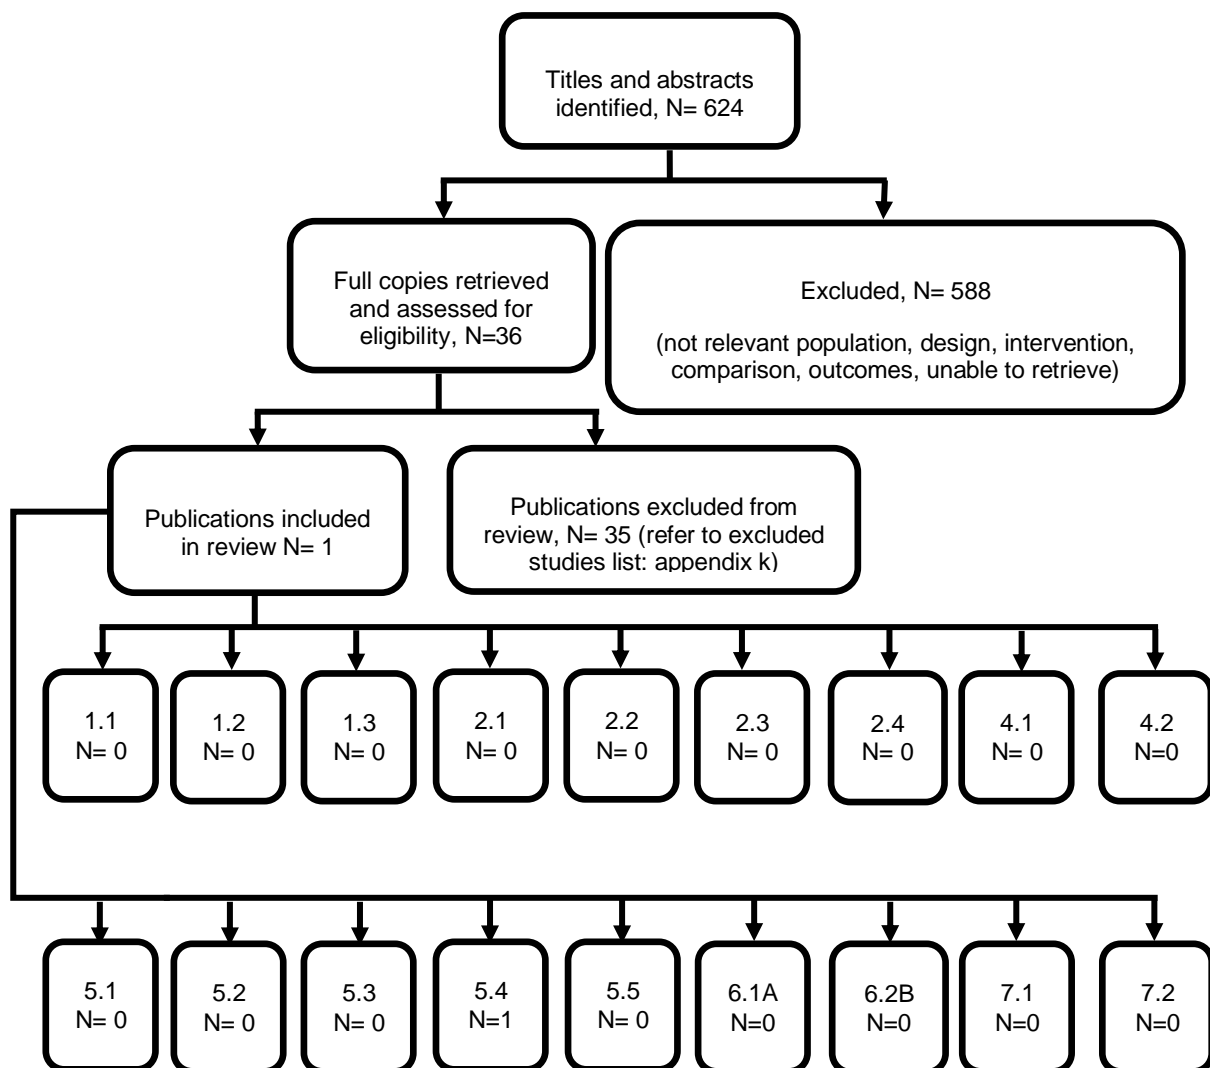 Titles and abstracts
identified, N= 624
Full copies retrieved
and assessed for
eligibility, N=36
Excluded, N= 588
(not relevant population, design, intervention,
comparison, outcomes, unable to retrieve)
Publications included
in review N= 1
Publications excluded from
review, N= 35 (refer to excluded
studies list: appendix k)
1.1
N= 0
1.2
N= 0
1.3
N= 0
2.1
N= 0
2.2
N= 0
2.3
N= 0
2.4
N= 0
4.1
N= 0
4.2
N=0
5.1
N= 0
5.2
N= 0
5.3
N= 0
5.4
N=1
5.5
N= 0
6.1A
N=0
6.2B
N=0
7.1
N=0
7.2
N=0